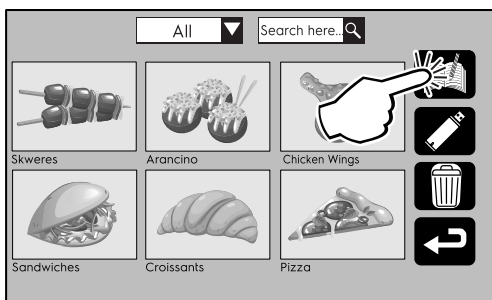 All
Search here...
Skweres
Arancino
Chicken Wings
Sandwiches
Croissants
Pizza